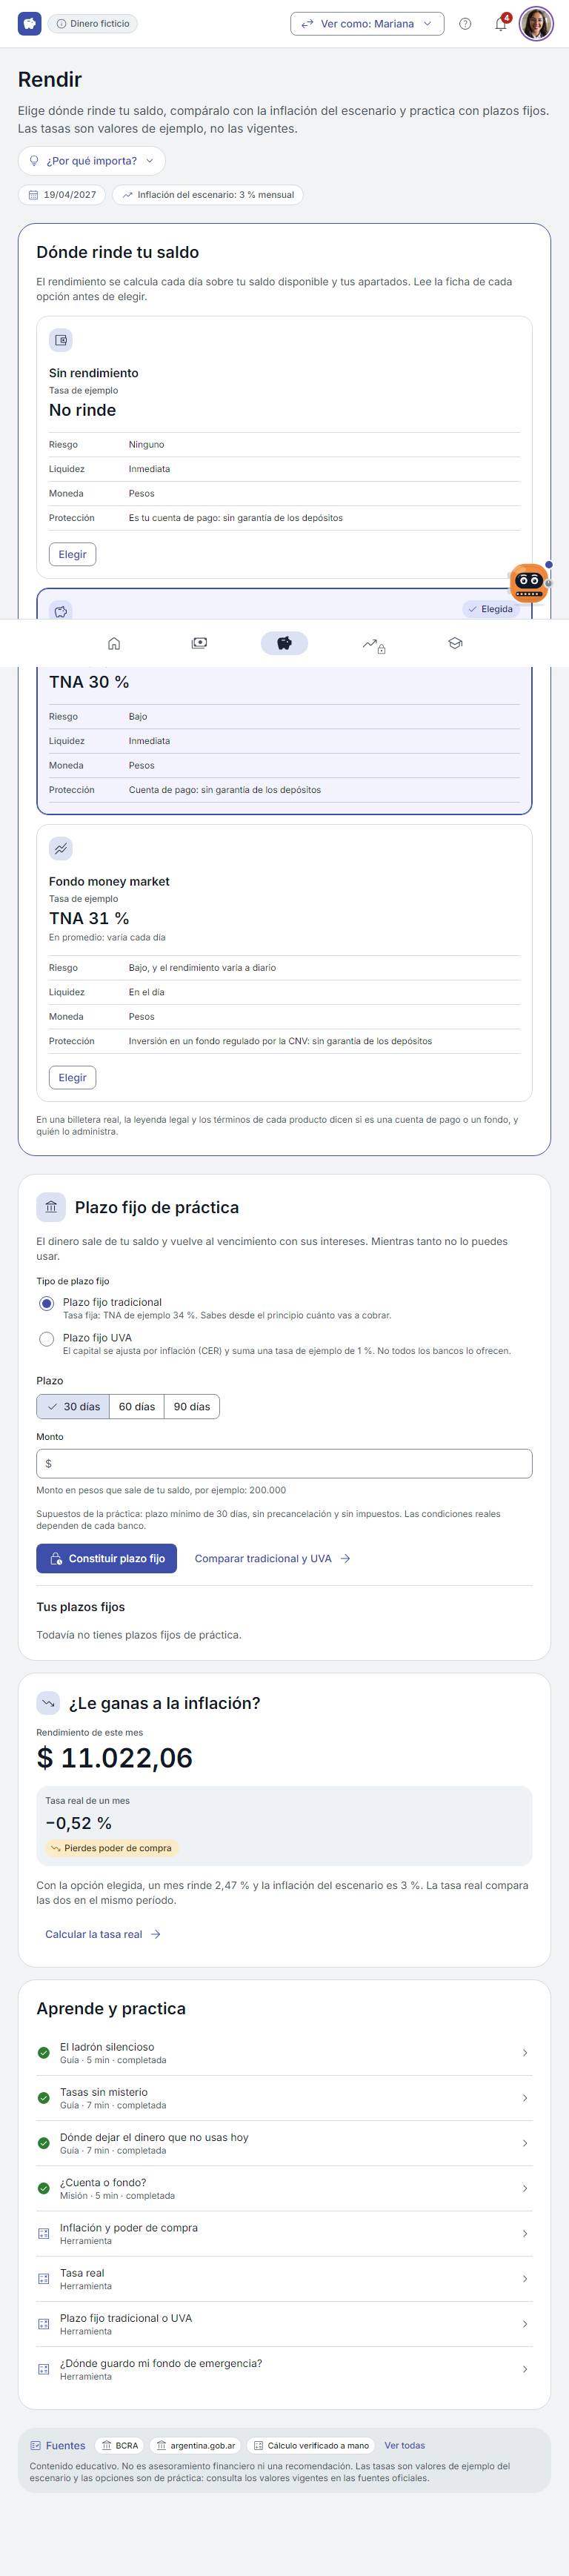 Dinero ficticio
Ver como: Mariana
4
Rendir
Elige dónde rinde tu saldo, compáralo con la inflación del escenario y practica con plazos fijos.
Las tasas son valores de ejemplo, no las vigentes.
¿Por qué importa?
19/04/2027
Inflación del escenario: 3 % mensual
Dónde rinde tu saldo
El rendimiento se calcula cada día sobre tu saldo disponible y tus apartados. Lee la ficha de cada
opción antes de elegir.
Sin rendimiento
Tasa de ejemplo
No rinde
Riesgo Ninguno
Liquidez Inmediata
Moneda Pesos
Protección Es tu cuenta de pago: sin garantía de los depósitos
Elegir
Elegida
TNA 30 %
Riesgo Bajo
Liquidez Inmediata
Moneda Pesos
Protección Cuenta de pago: sin garantía de los depósitos
Fondo money market
Tasa de ejemplo
TNA 31 %
En promedio: varía cada día
Riesgo Bajo, y el rendimiento varía a diario
Liquidez En el día
Moneda Pesos
Protección Inversión en un fondo regulado por la CNV: sin garantía de los depósitos
Elegir
En una billetera real, la leyenda legal y los términos de cada producto dicen si es una cuenta de pago o un fondo, y
quién lo administra.
Plazo fijo de práctica
El dinero sale de tu saldo y vuelve al vencimiento con sus intereses. Mientras tanto no lo puedes
usar.
Tipo de plazo fijo
Plazo fijo tradicional
Tasa fija: TNA de ejemplo 34 %. Sabes desde el principio cuánto vas a cobrar.
Plazo fijo UVA
El capital se ajusta por inflación (CER) y suma una tasa de ejemplo de 1 %. No todos los bancos lo ofrecen.
Plazo
30 días 60 días 90 días
Monto
$
Monto en pesos que sale de tu saldo, por ejemplo: 200.000
Supuestos de la práctica: plazo mínimo de 30 días, sin precancelación y sin impuestos. Las condiciones reales
dependen de cada banco.
Constituir plazo fijo
Comparar tradicional y UVA
Tus plazos fijos
Todavía no tienes plazos fijos de práctica.
¿Le ganas a la inflación?
Rendimiento de este mes
$ 11.022,06
Tasa real de un mes
−0,52 %
Pierdes poder de compra
Con la opción elegida, un mes rinde 2,47 % y la inflación del escenario es 3 %. La tasa real compara
las dos en el mismo período.
Calcular la tasa real
Aprende y practica
El ladrón silencioso
Guía · 5 min · completada
Tasas sin misterio
Guía · 7 min · completada
Dónde dejar el dinero que no usas hoy
Guía · 7 min · completada
¿Cuenta o fondo?
Misión · 5 min · completada
Inflación y poder de compra
Herramienta
Tasa real
Herramienta
Plazo fijo tradicional o UVA
Herramienta
¿Dónde guardo mi fondo de emergencia?
Herramienta
Fuentes
BCRA
argentina.gob.ar
Cálculo verificado a mano
Ver todas
Contenido educativo. No es asesoramiento financiero ni una recomendación. Las tasas son valores de ejemplo del
escenario y las opciones son de práctica: consulta los valores vigentes en las fuentes oficiales.